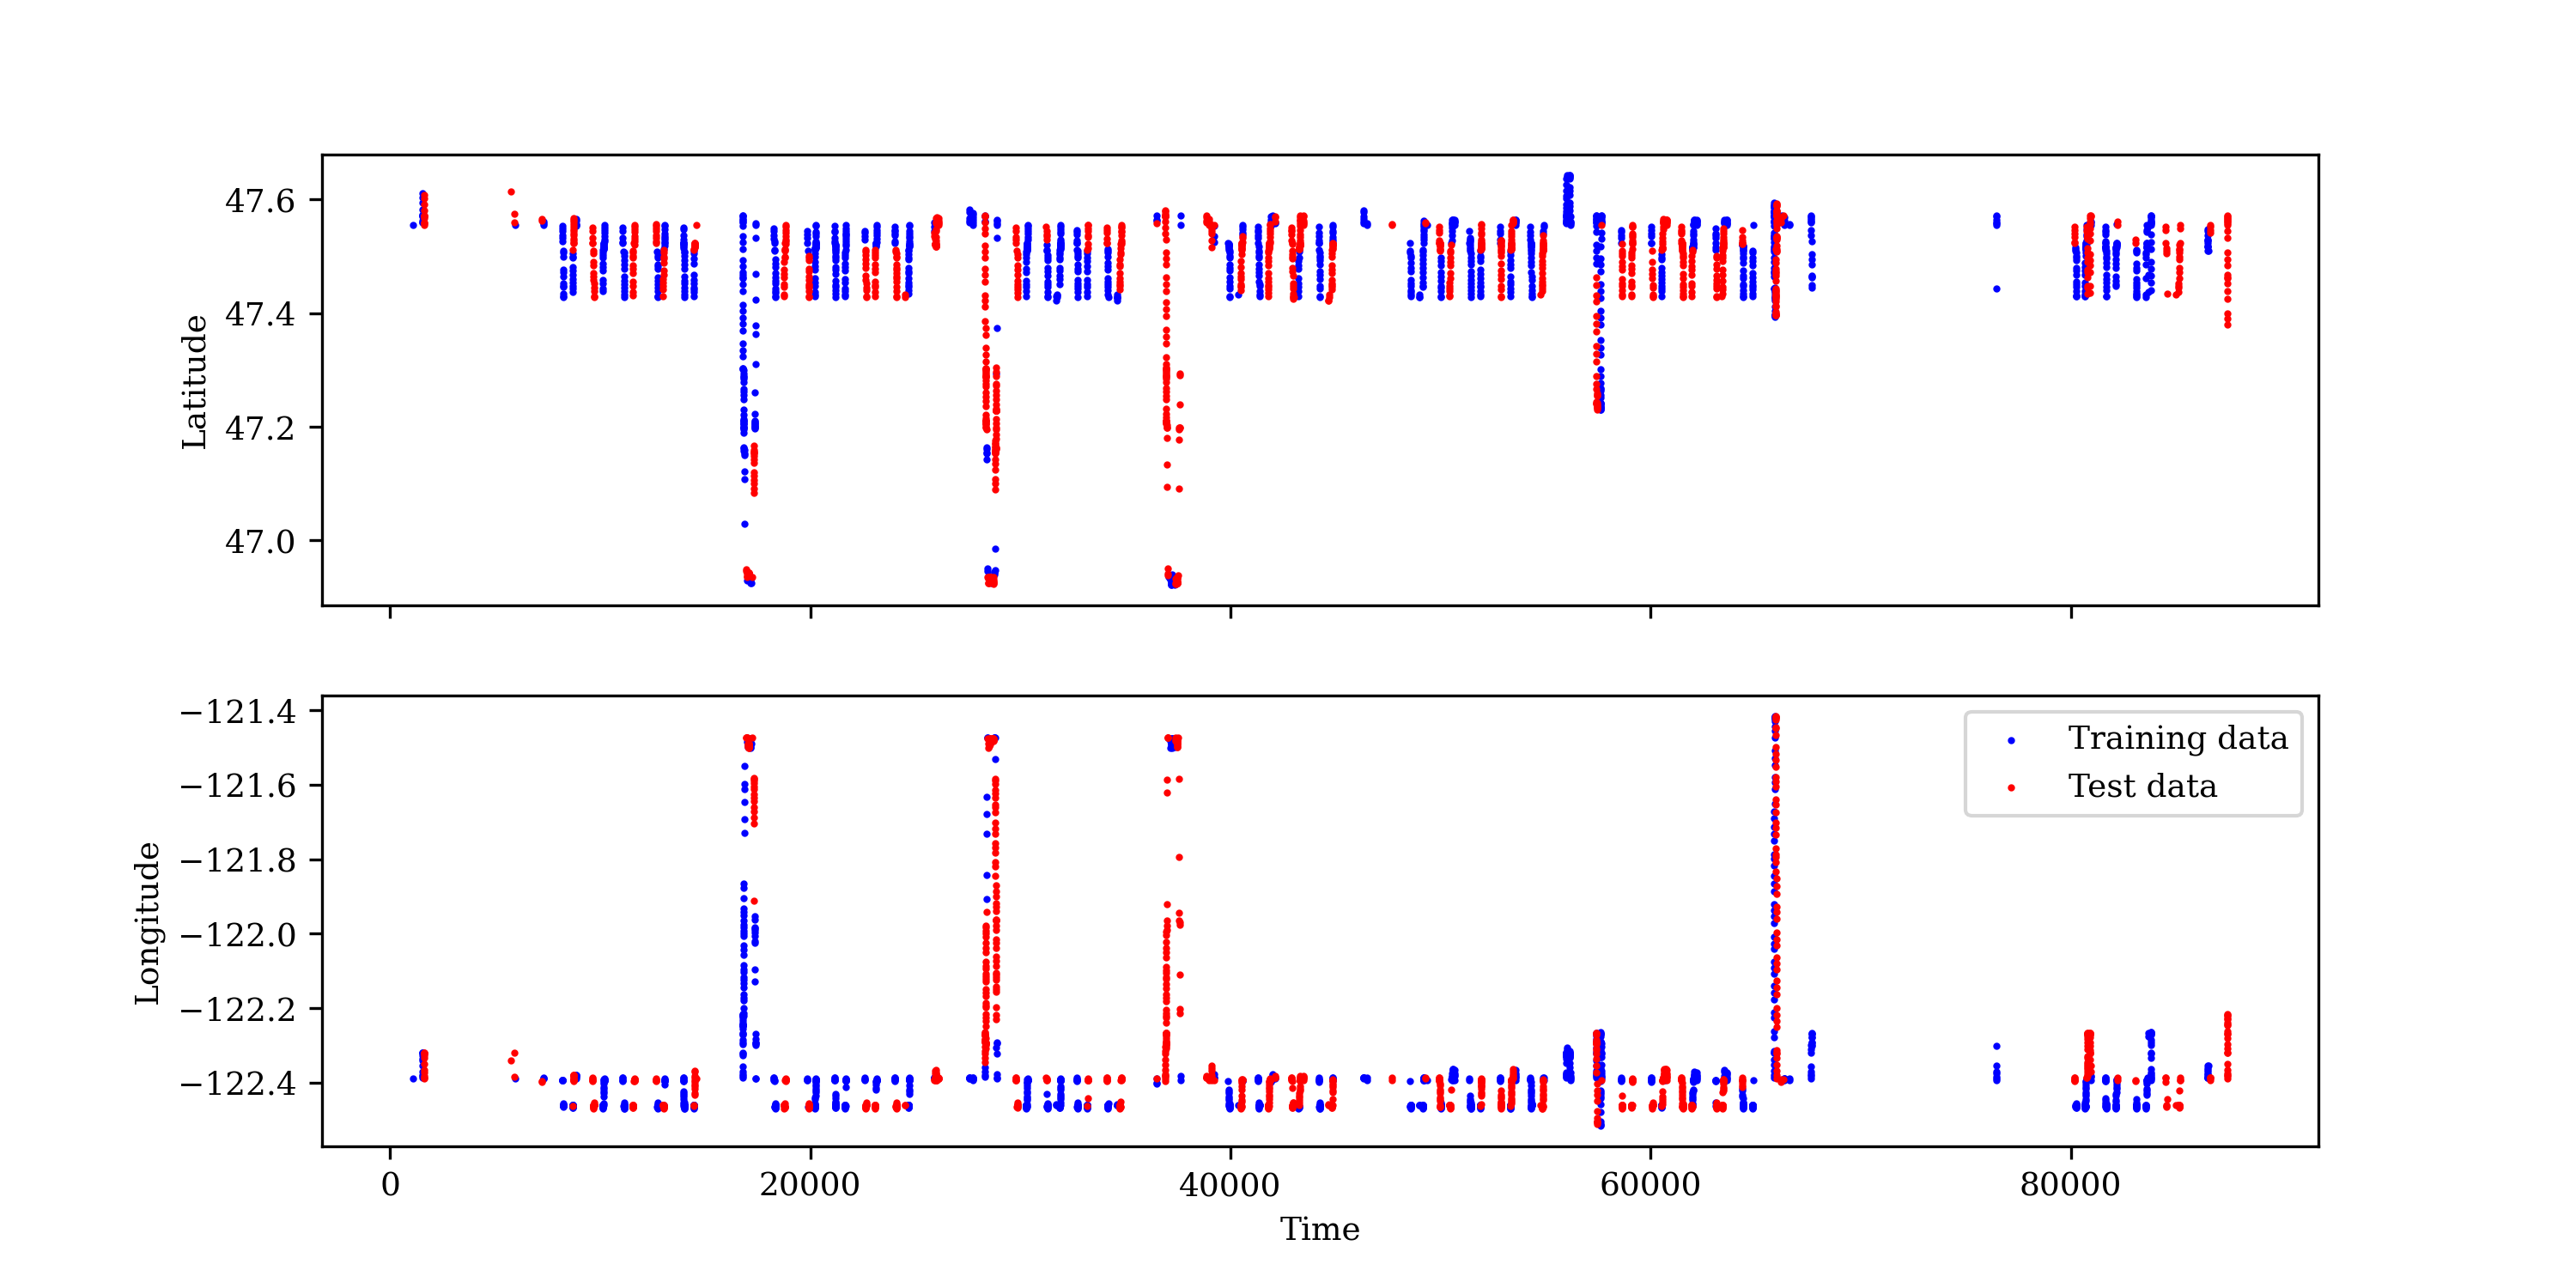 47.6
47.4
47.2
47.0
Latitude
−121.4
−121.6
−121.8
−122.0
−122.2
−122.4
Longitude
Training data
Test data
0 20000 40000 60000 80000
Time